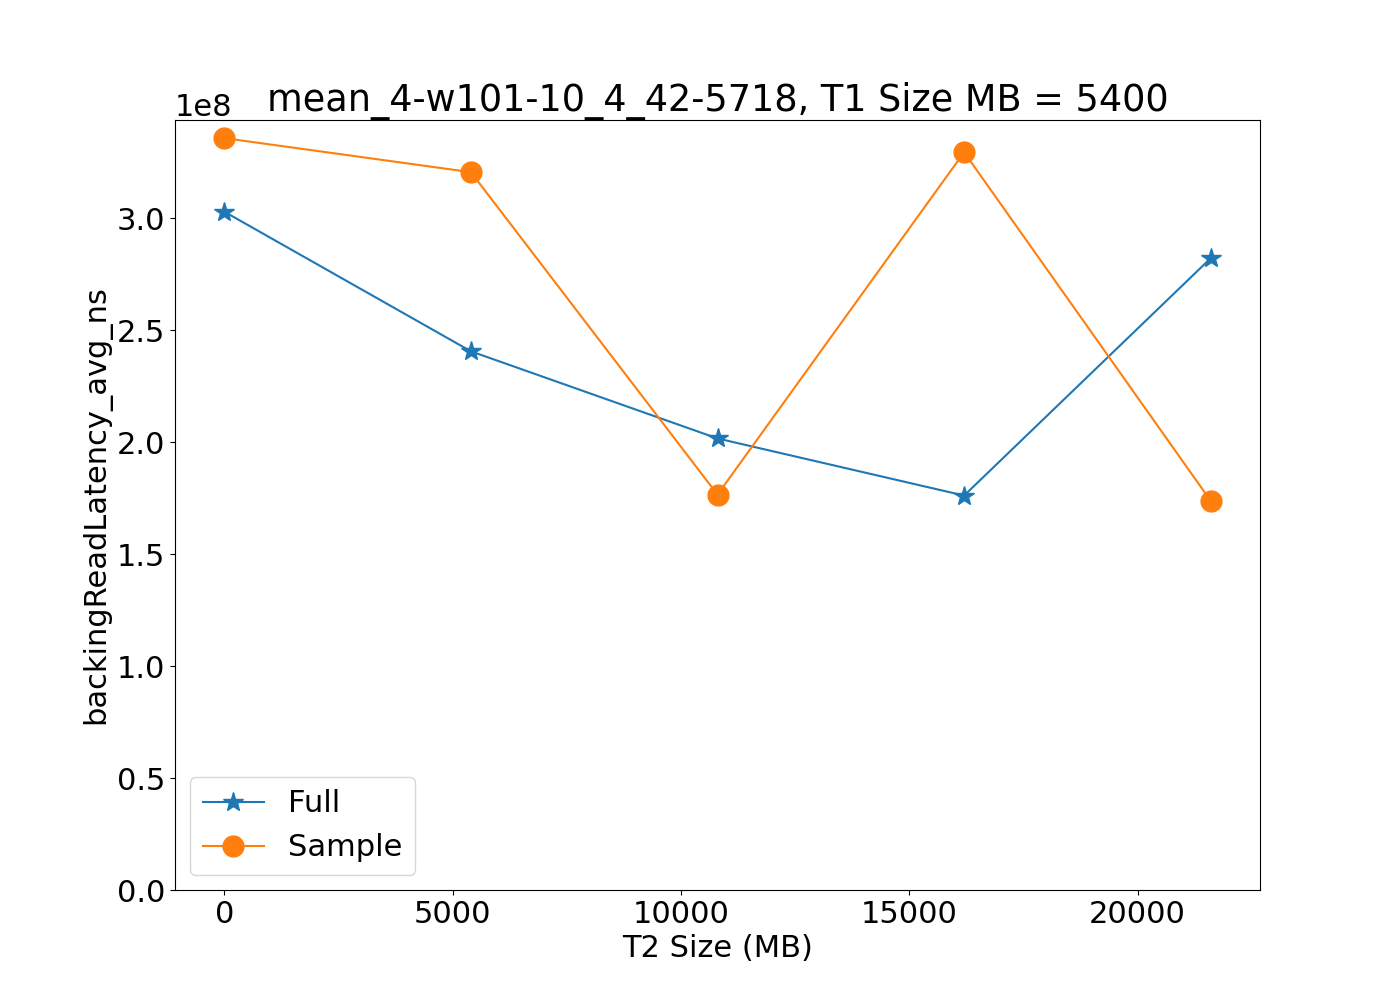 1e8
mean_4-w101-10_4_42-5718, T1 Size MB = 5400
backingReadLatency_avg_ns
3.0
2.5
2.0
1.5
1.0
0.5
0.0
Full
Sample
0 5000 10000 15000 20000
T2 Size (MB)